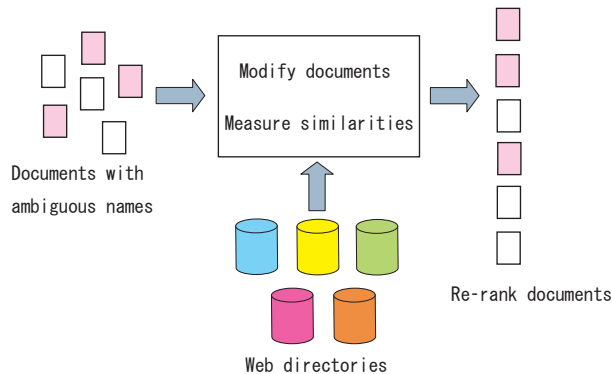 Modify documents
Measure similarities
Documents with
ambiguous names
Re-rank documents
Web directories